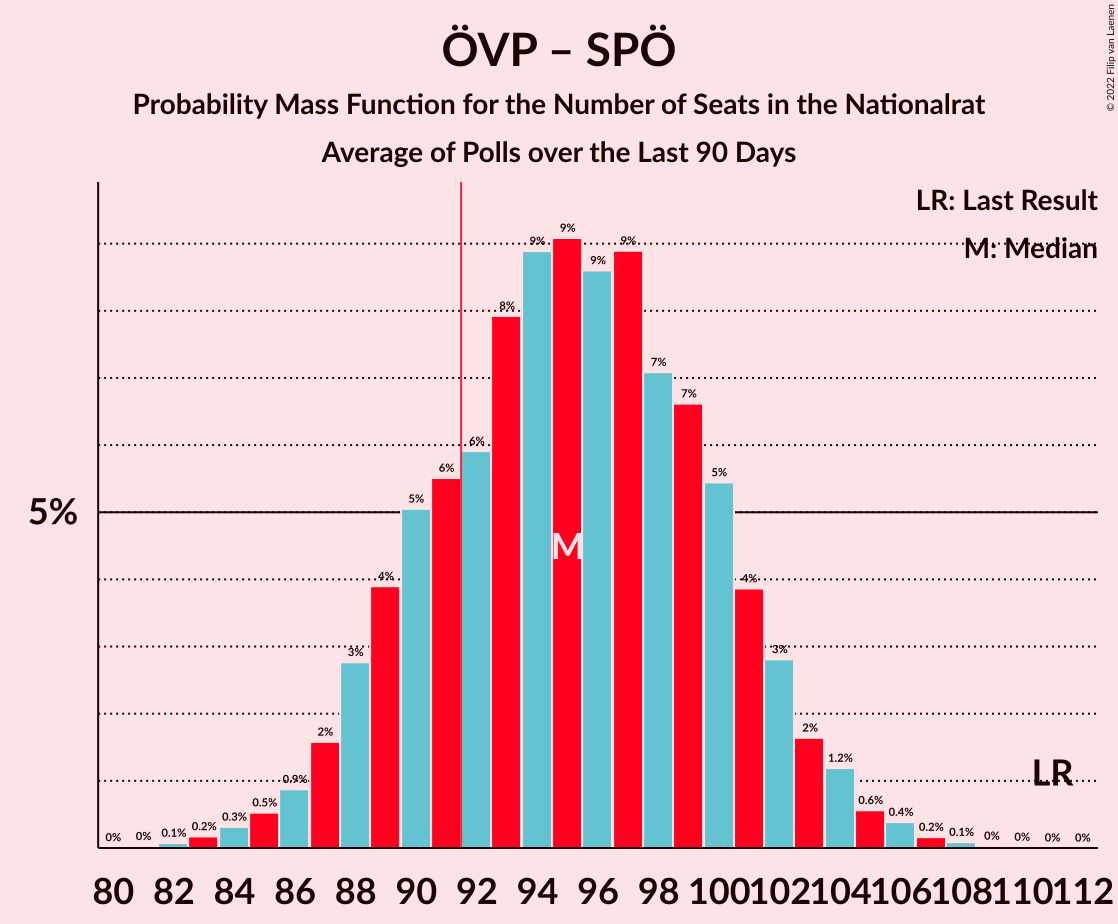 ÖVP – SPÖ
Probability Mass Function for the Number of Seats in the Nationalrat
Average of Polls over the Last 90 Days
© 2022 Filip van Laenen
LR: Last Result
M: Median
5%
0% 0% 0.1% 0.2% 0.3% 0.5% 0.9% 2% 3% 4% 5% 6% 6% 8% 9% 9% 9% 9% 7% 7% 5% 4% 3% 2% 1.2% 0.6% 0.4% 0.2% 0.1% 0% 0% 0% 0%
M
LR
80 82 84 86 88 90 92 94 96 98 100 102 104 106 108 110 112